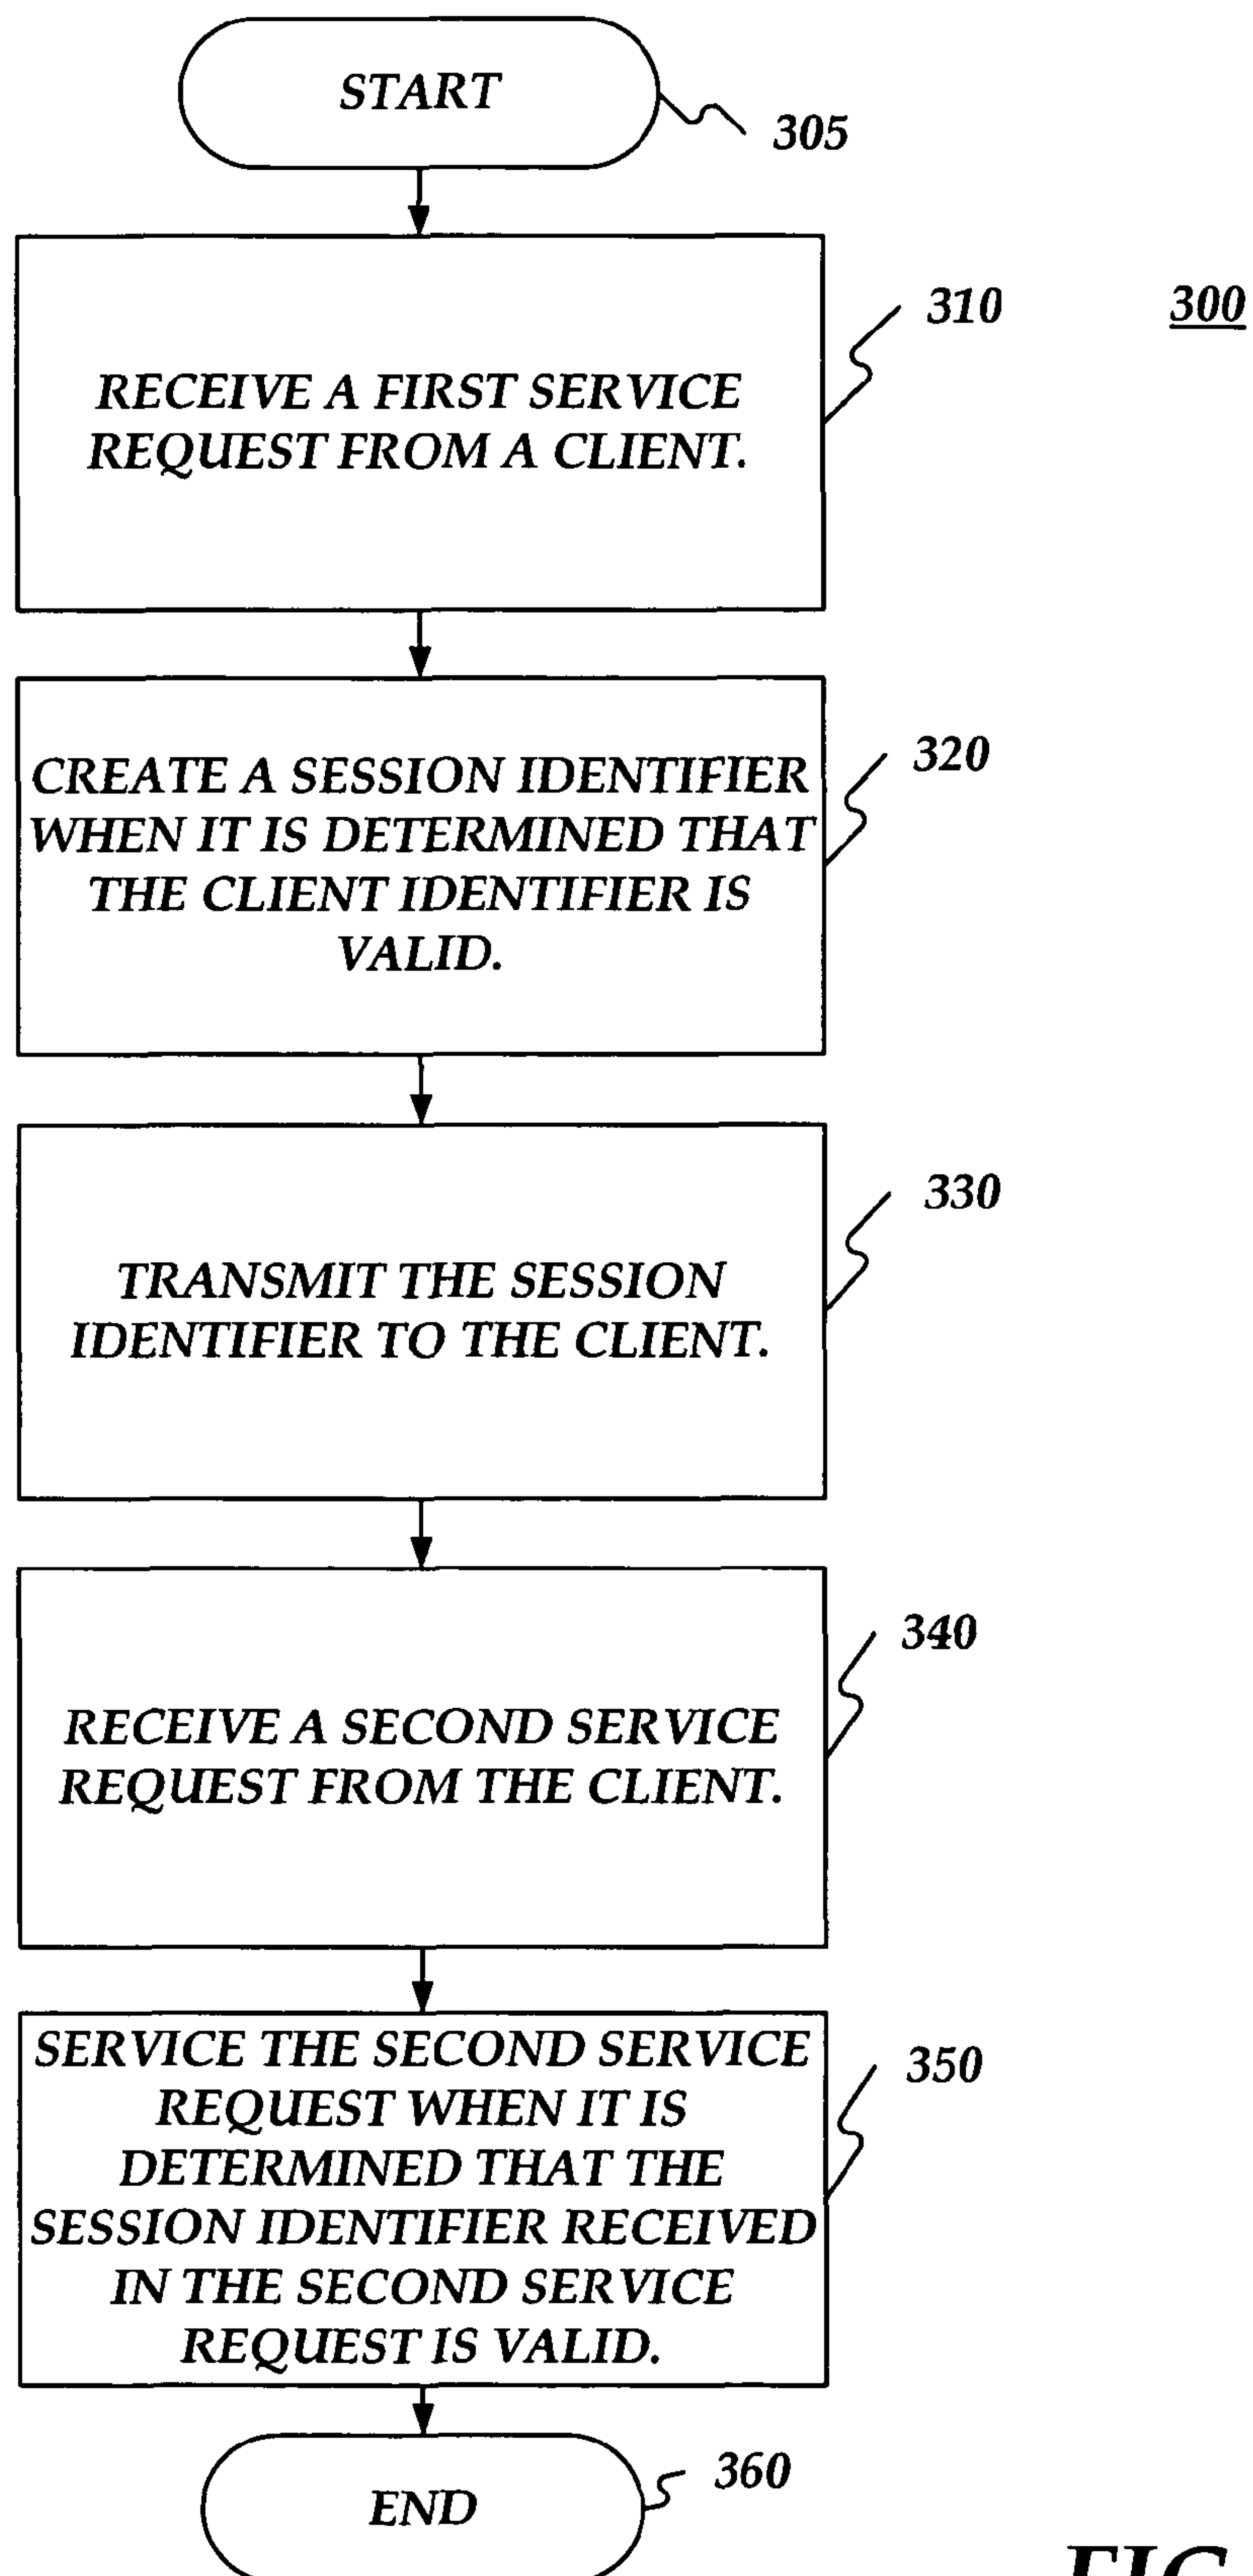 START
305
300
310
RECEIVE A FIRST SERVICE
REQUEST FROM A CLIENT.
320
CREATE A SESSION IDENTIFIER
WHEN IT IS DETERMINED THAT
THE CLIENT IDENTIFIER IS
VALID.
330
TRANSMIT THE SESSION
IDENTIFIER TO THE CLIENT.
340
RECEIVE A SECOND SERVICE
REQUEST FROM THE CLIENT.
350
SERVICE THE SECOND SERVICE
REQUEST WHEN IT IS
DETERMINED THAT THE
SESSION IDENTIFIER RECEIVED
IN THE SECOND SERVICE
REQUEST IS VALID.
360
END